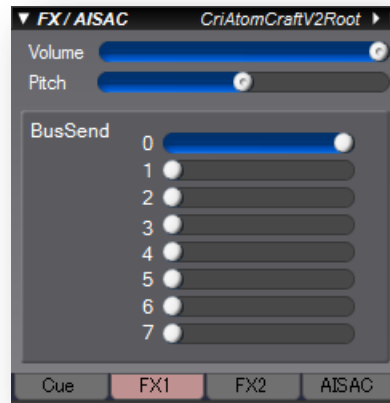 ▼ FX / AISAC CriAtomCraftV2Root ▶
Volume
Pitch
BusSend
0
1
2
3
4
5
6
7
Cue FX1 FX2 AISAC